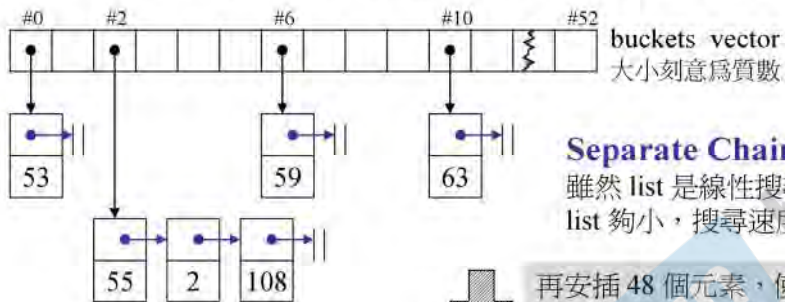 #0 #2 #6 #10 #52
buckets vector
大小刻意爲質數
53 59 63
Separate Chain
雖然 list 是線性搜
list 夠小，搜尋速度
55 2 108
再安插 48 個元素，使